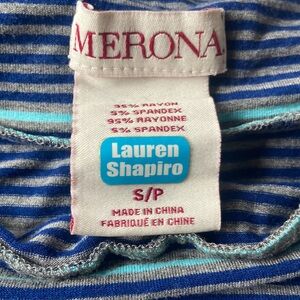 MERONA
95% RAYON
5% SPANDEX
95% RAYONNE
5% SPANDEX
Lauren
Shapiro
S/P
MADE IN CHINA
FABRIQUÉ EN CHINE